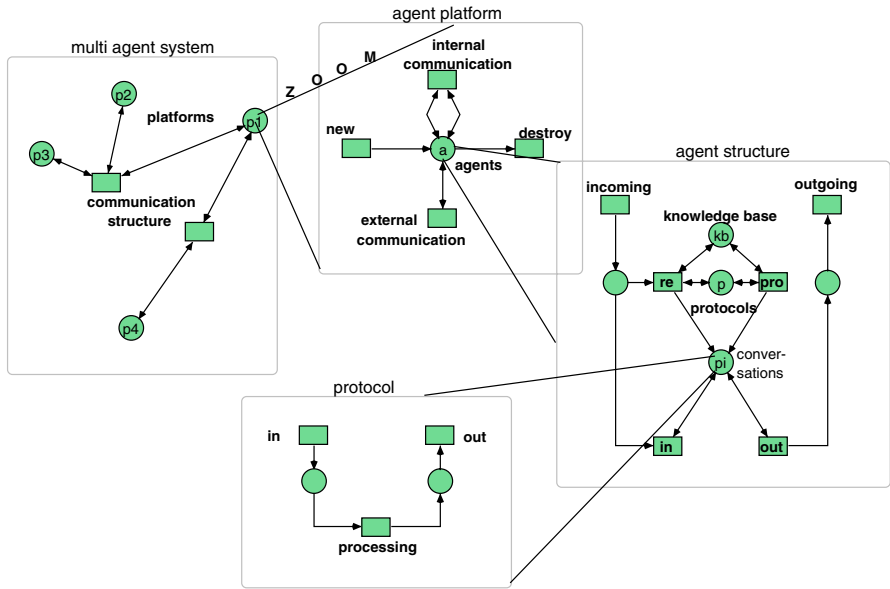 agent platform
multi agent system
internal
communication
Z O O M
p2
platforms
p1
new
destroy
p3
a
agents
agent structure
communication
structure
external
communication
incoming
outgoing
knowledge base
kb
re
p
pro
protocols
p4
pi
conver-
sations
protocol
in
out
in
out
processing